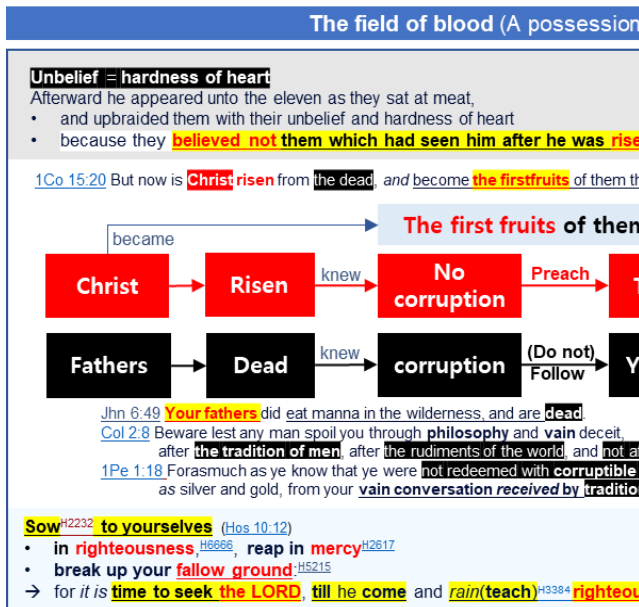 The field of blood (A possession
Unbelief = hardness of heart
Afterward he appeared unto the eleven as they sat at meat,
• and upbraided them with their unbelief and hardness of heart
• because they believed not them which had seen him after he was rise
1Co 15:20 But now is Christ risen from the dead, and become the firstfruits of them th
The first fruits of them
became
Christ
Risen
knew
No corruption
Preach
T
Fathers
Dead
knew
corruption
(Do not) Follow
Y
Jhn 6:49 Your fathers did eat manna in the wilderness, and are dead.
Col 2:8 Beware lest any man spoil you through philosophy and vain deceit,
after the tradition of men, after the rudiments of the world, and not af
1Pe 1:18 Forasmuch as ye know that ye were not redeemed with corruptible
as silver and gold, from your vain conversation received by tradition
Sow H2232 to yourselves (Hos 10:12)
• in righteousness, H6666, reap in mercy H2617
• break up your fallow ground: H5215
→ for it is time to seek the LORD, till he come and rain(teach) H3384 righteou